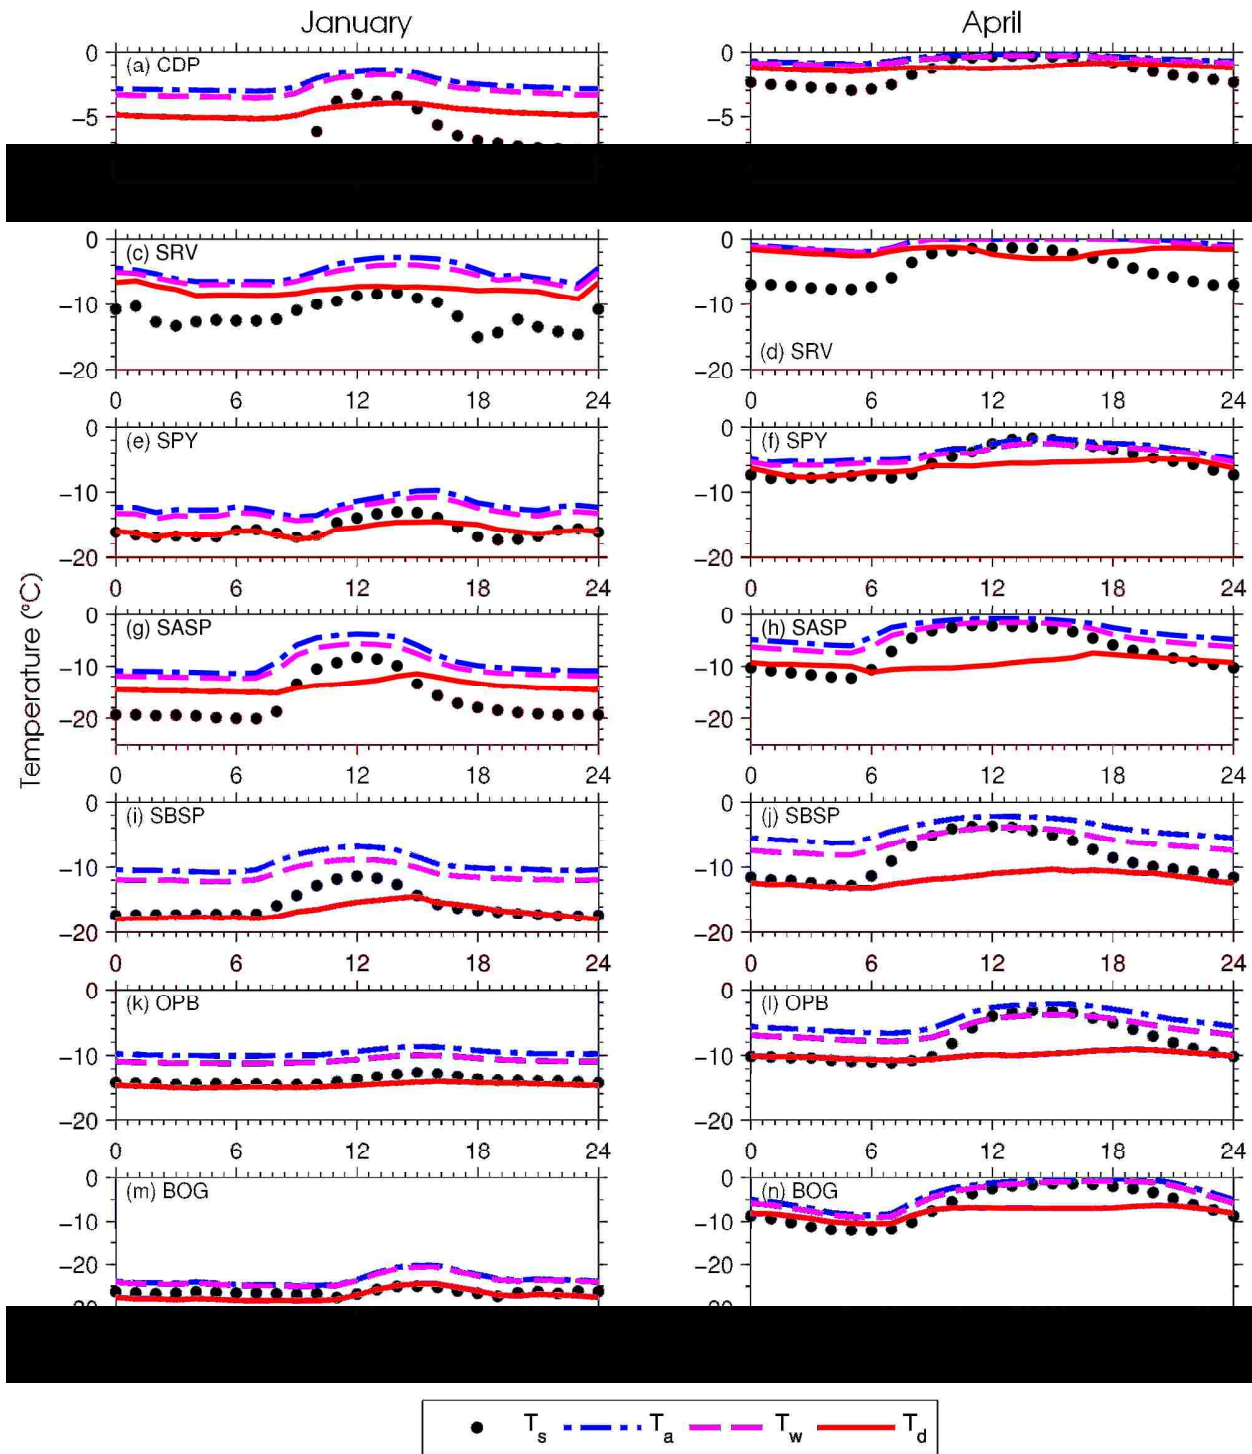 January April
(a) CDP
0 0
−5 −5
(c) SRV
0 0
−10 −10
−20 −20
(d) SRV
0 6 12 18 24 0 6 12 18 24
(e) SPY (f) SPY
0 0
−10 −10
−20 −20
0 6 12 18 24 0 6 12 18 24
Temperature (°C)
(g) SASP (h) SASP
0 0
−10 −10
−20 −20
0 6 12 18 24 0 6 12 18 24
(i) SBSP (j) SBSP
0 0
−10 −10
−20 −20
0 6 12 18 24 0 6 12 18 24
(k) OPB (l) OPB
0 0
−10 −10
−20 −20
0 6 12 18 24 0 6 12 18 24
(m) BOG (n) BOG
0 0
−10 −10
−20 −20
T_s T_a T_w T_d